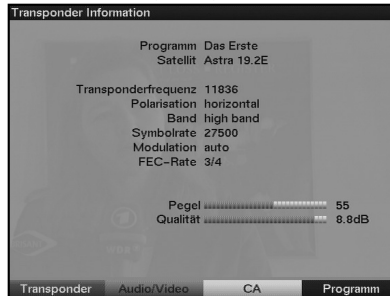 Transponder Information
Programm Das Erste
Satellit Astra 19.2E
Transponderfrequenz 11836
Polarisation horizontal
Band high band
Symbolrate 27500
Modulation auto
FEC-Rate 3/4
Pegel 55
Qualität 8.8dB
Transponder Audio/Video CA Programm